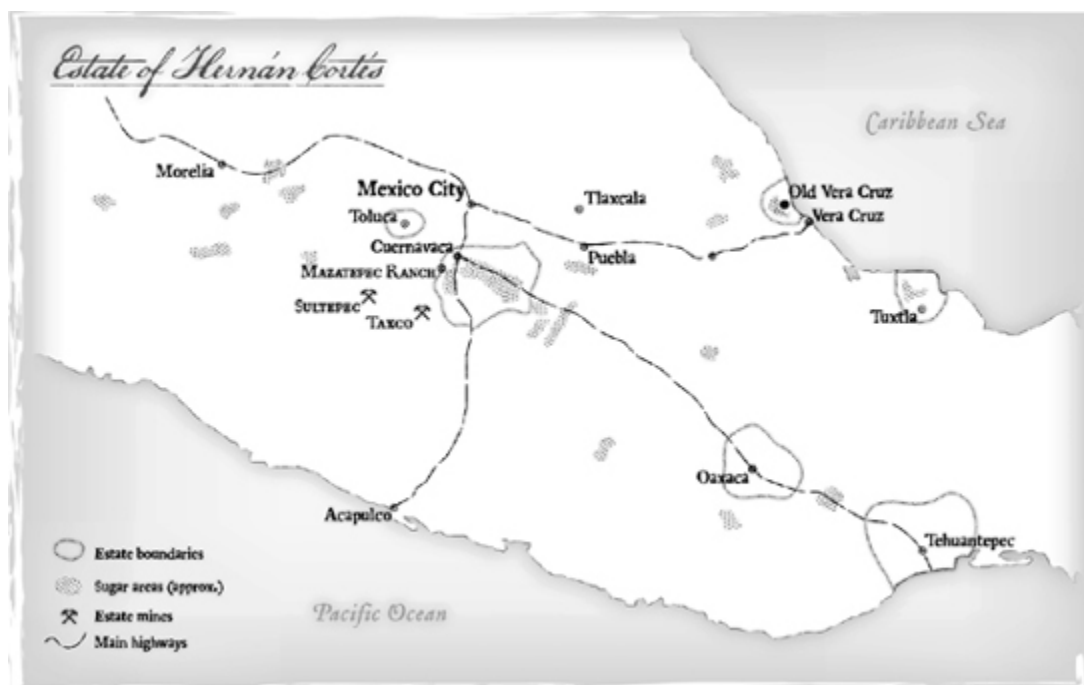 Estate of Hernán Cortés
Caribbean Sea
Morelia
Mexico City
Tlaxcala
Old Vera Cruz
Vera Cruz
Toluca
Cuernavaca
Puebla
MAZATEPEC RANCH
SULTEPEC
TAXCO
Tuxtla
Oaxaca
Acapulco
Tehuantepec
Estate boundaries
Sugar areas (approx.)
Estate mines
Main highways
Pacific Ocean